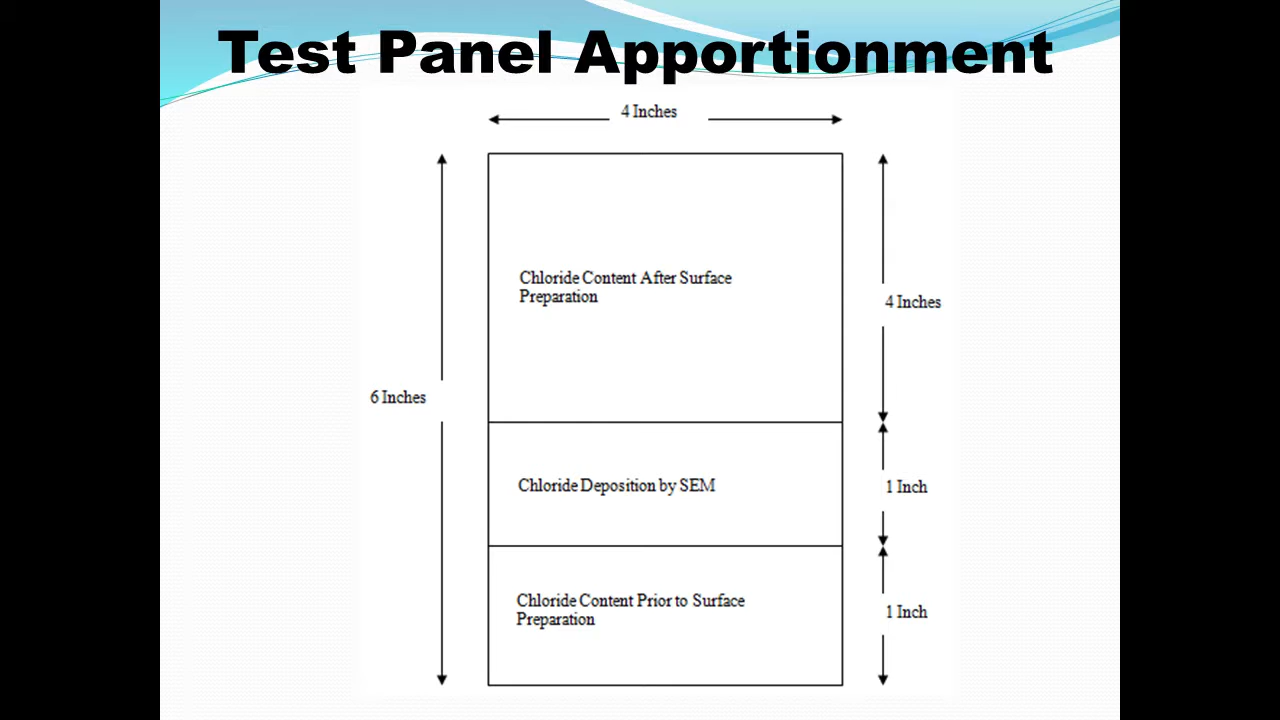 Test Panel Apportionment
4 Inches
Chloride Content After Surface
Preparation
4 Inches
6 Inches
Chloride Deposition by SEM
1 Inch
Chloride Content Prior to Surface
Preparation
1 Inch